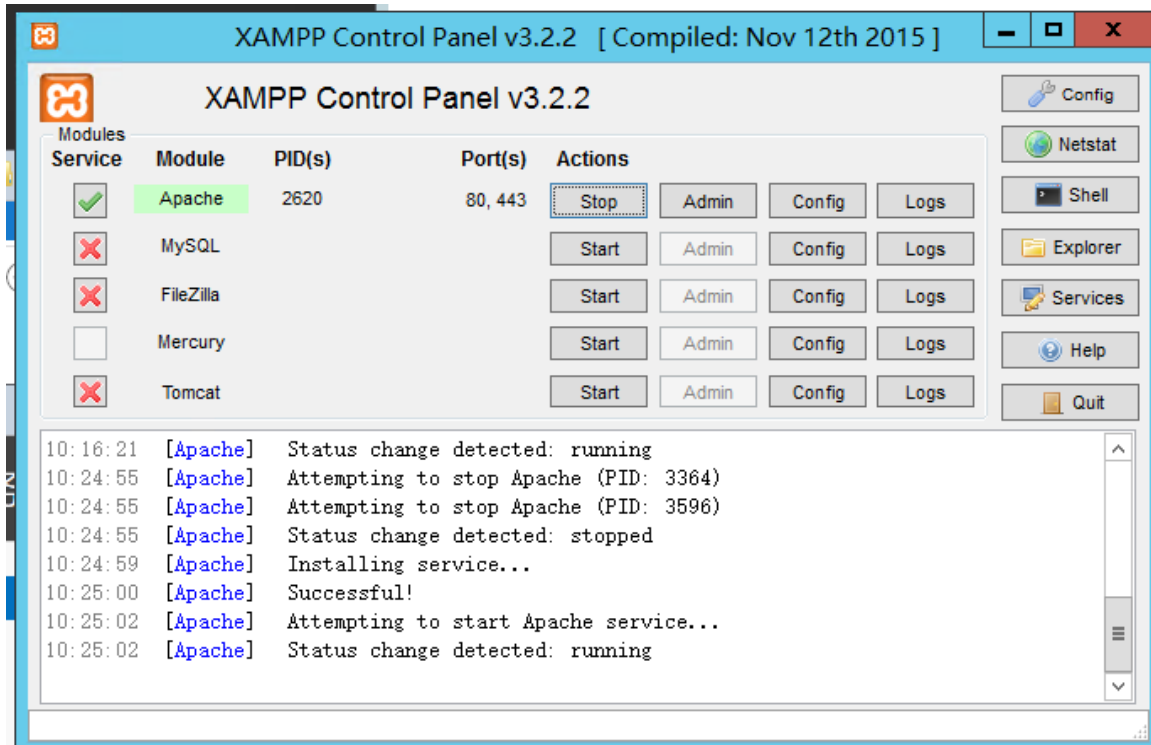 XAMPP Control Panel v3.2.2 [ Compiled: Nov 12th 2015 ]
XAMPP Control Panel v3.2.2
Config
Modules
Netstat
Service Module PID(s) Port(s) Actions
Apache 2620 80, 443 Stop Admin Config Logs
Shell
MySQL Start Admin Config Logs
Explorer
FileZilla Start Admin Config Logs
Services
Mercury Start Admin Config Logs
Help
Tomcat Start Admin Config Logs
Quit
10:16:21 [Apache] Status change detected: running
10:24:55 [Apache] Attempting to stop Apache (PID: 3364)
10:24:55 [Apache] Attempting to stop Apache (PID: 3596)
10:24:55 [Apache] Status change detected: stopped
10:24:59 [Apache] Installing service...
10:25:00 [Apache] Successful!
10:25:02 [Apache] Attempting to start Apache service...
10:25:02 [Apache] Status change detected: running